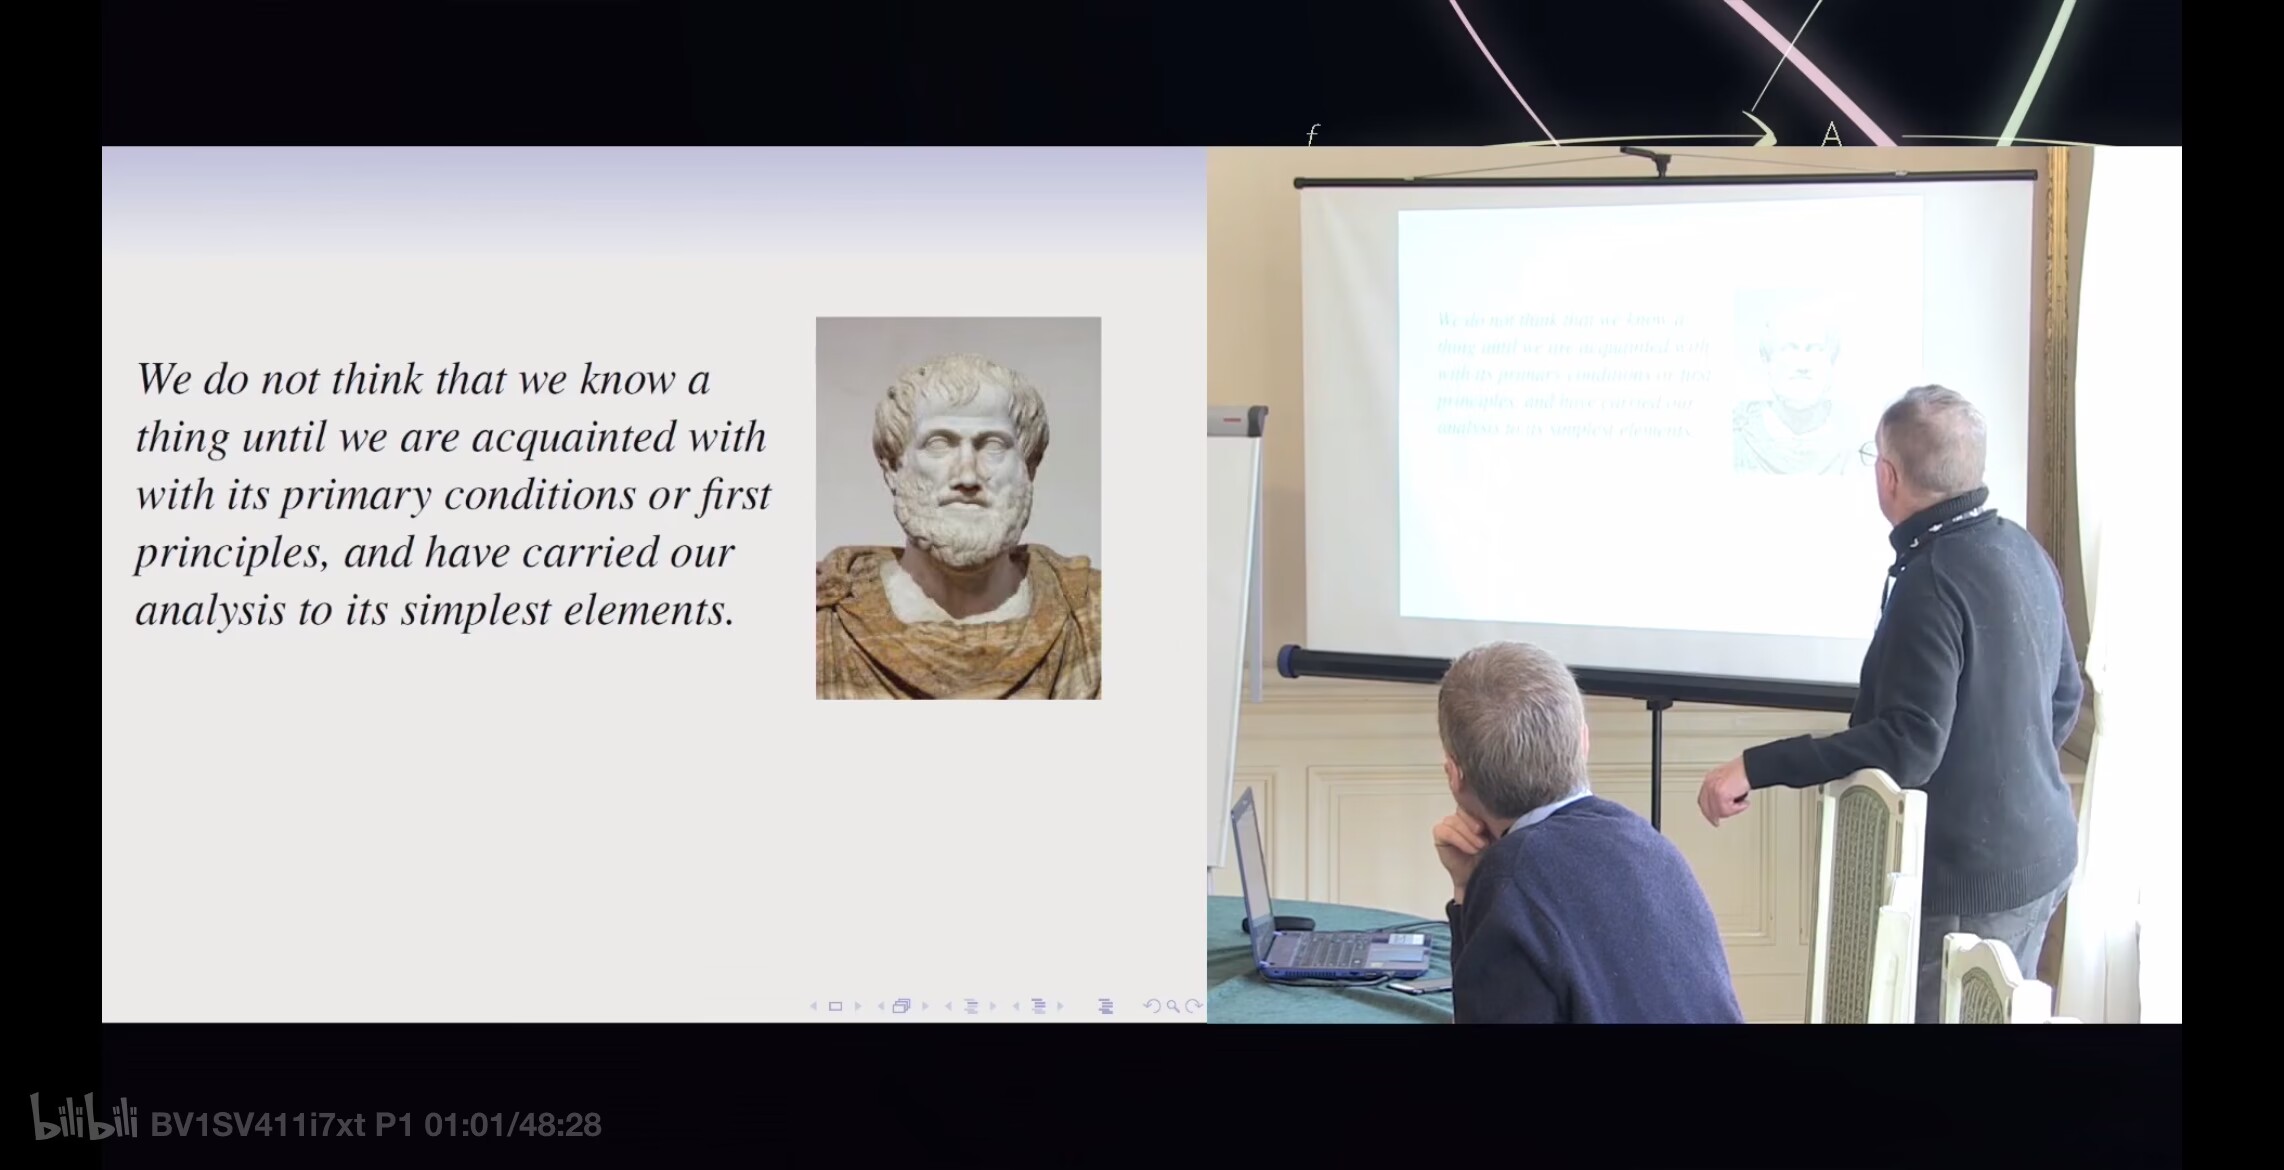 f
A
We do not think that we know a
thing until we are acquainted with
with its primary conditions or first
principles, and have carried our
analysis to its simplest elements.
We do not think that we know a
thing until we are acquainted with
with its primary conditions or first
principles, and have carried our
analysis to its simplest elements.
bilibili BV1SV411i7xt P1 01:01/48:28